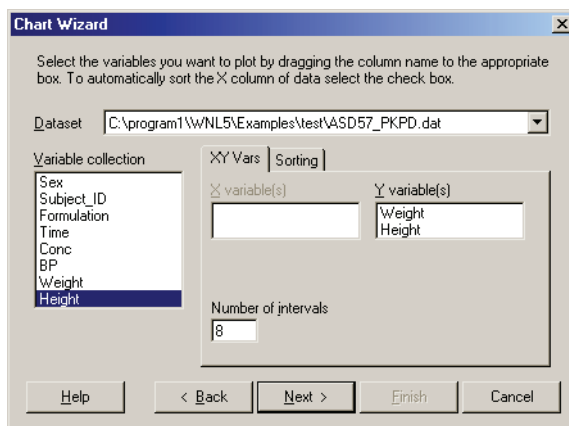 Chart Wizard
Select the variables you want to plot by dragging the column name to the appropriate
box. To automatically sort the X column of data select the check box.
Dataset C:\program1\WNL5\Examples\test\ASD57_PKPD.dat
Variable collection
Sex
Subject_ID
Formulation
Time
Conc
BP
Weight
Height
XY Vars Sorting
X variable(s)
Y variable(s)
Weight
Height
Number of intervals
8
Help < Back Next > Finish Cancel